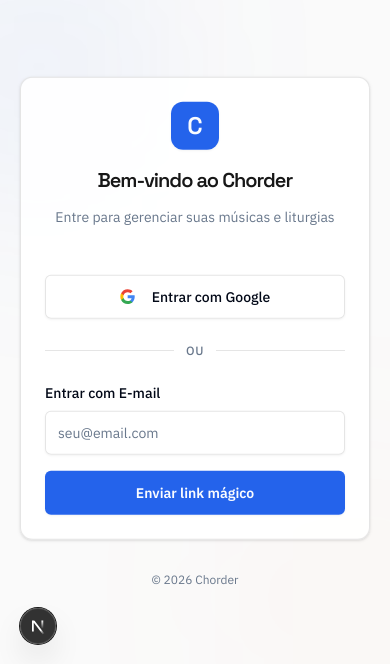 C
Bem-vindo ao Chorder
Entre para gerenciar suas músicas e liturgias
Entrar com Google
OU
Entrar com E-mail
seu@email.com
Enviar link mágico
© 2026 Chorder
N